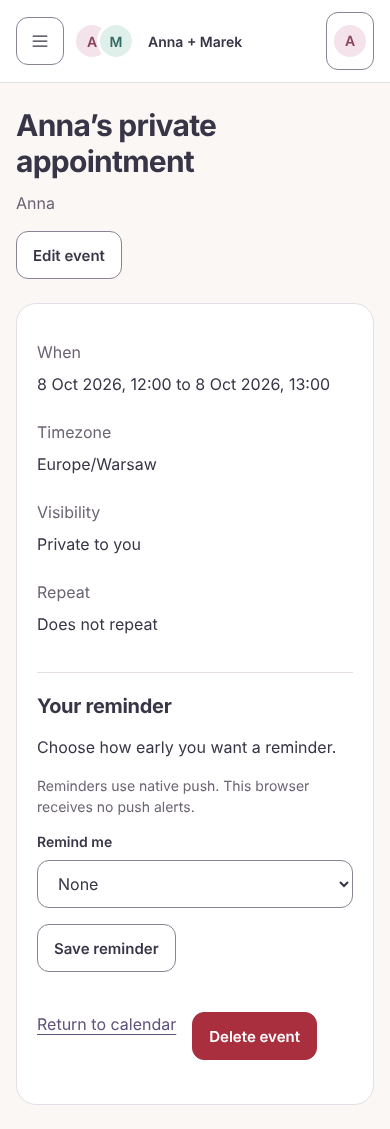 A M Anna + Marek A
Anna’s private
appointment
Anna
Edit event
When
8 Oct 2026, 12:00 to 8 Oct 2026, 13:00
Timezone
Europe/Warsaw
Visibility
Private to you
Repeat
Does not repeat
Your reminder
Choose how early you want a reminder.
Reminders use native push. This browser
receives no push alerts.
Remind me
None
Save reminder
Return to calendar Delete event